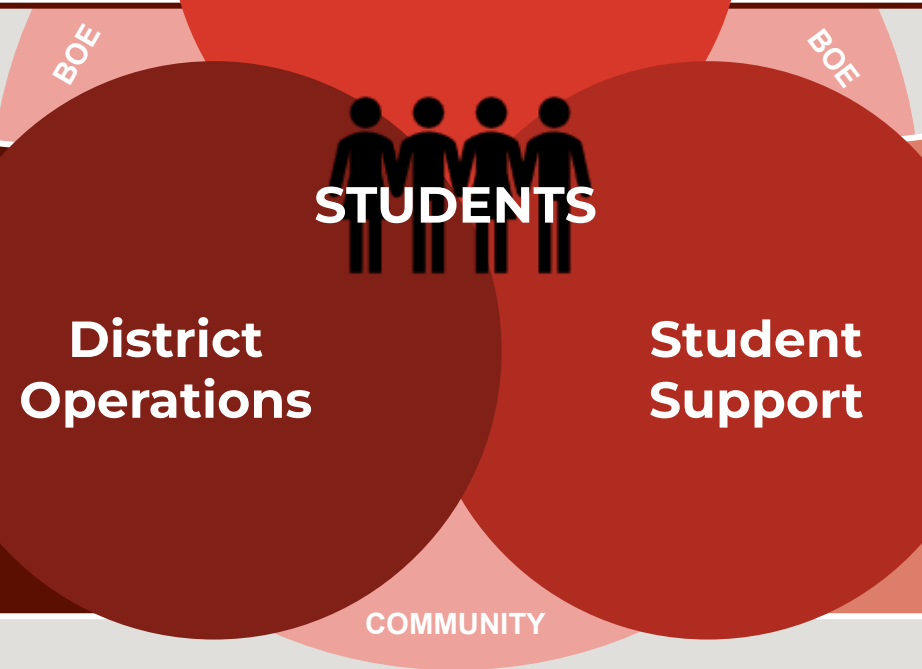 BOE
BOE
STUDENTS
District
Operations
Student
Support
COMMUNITY